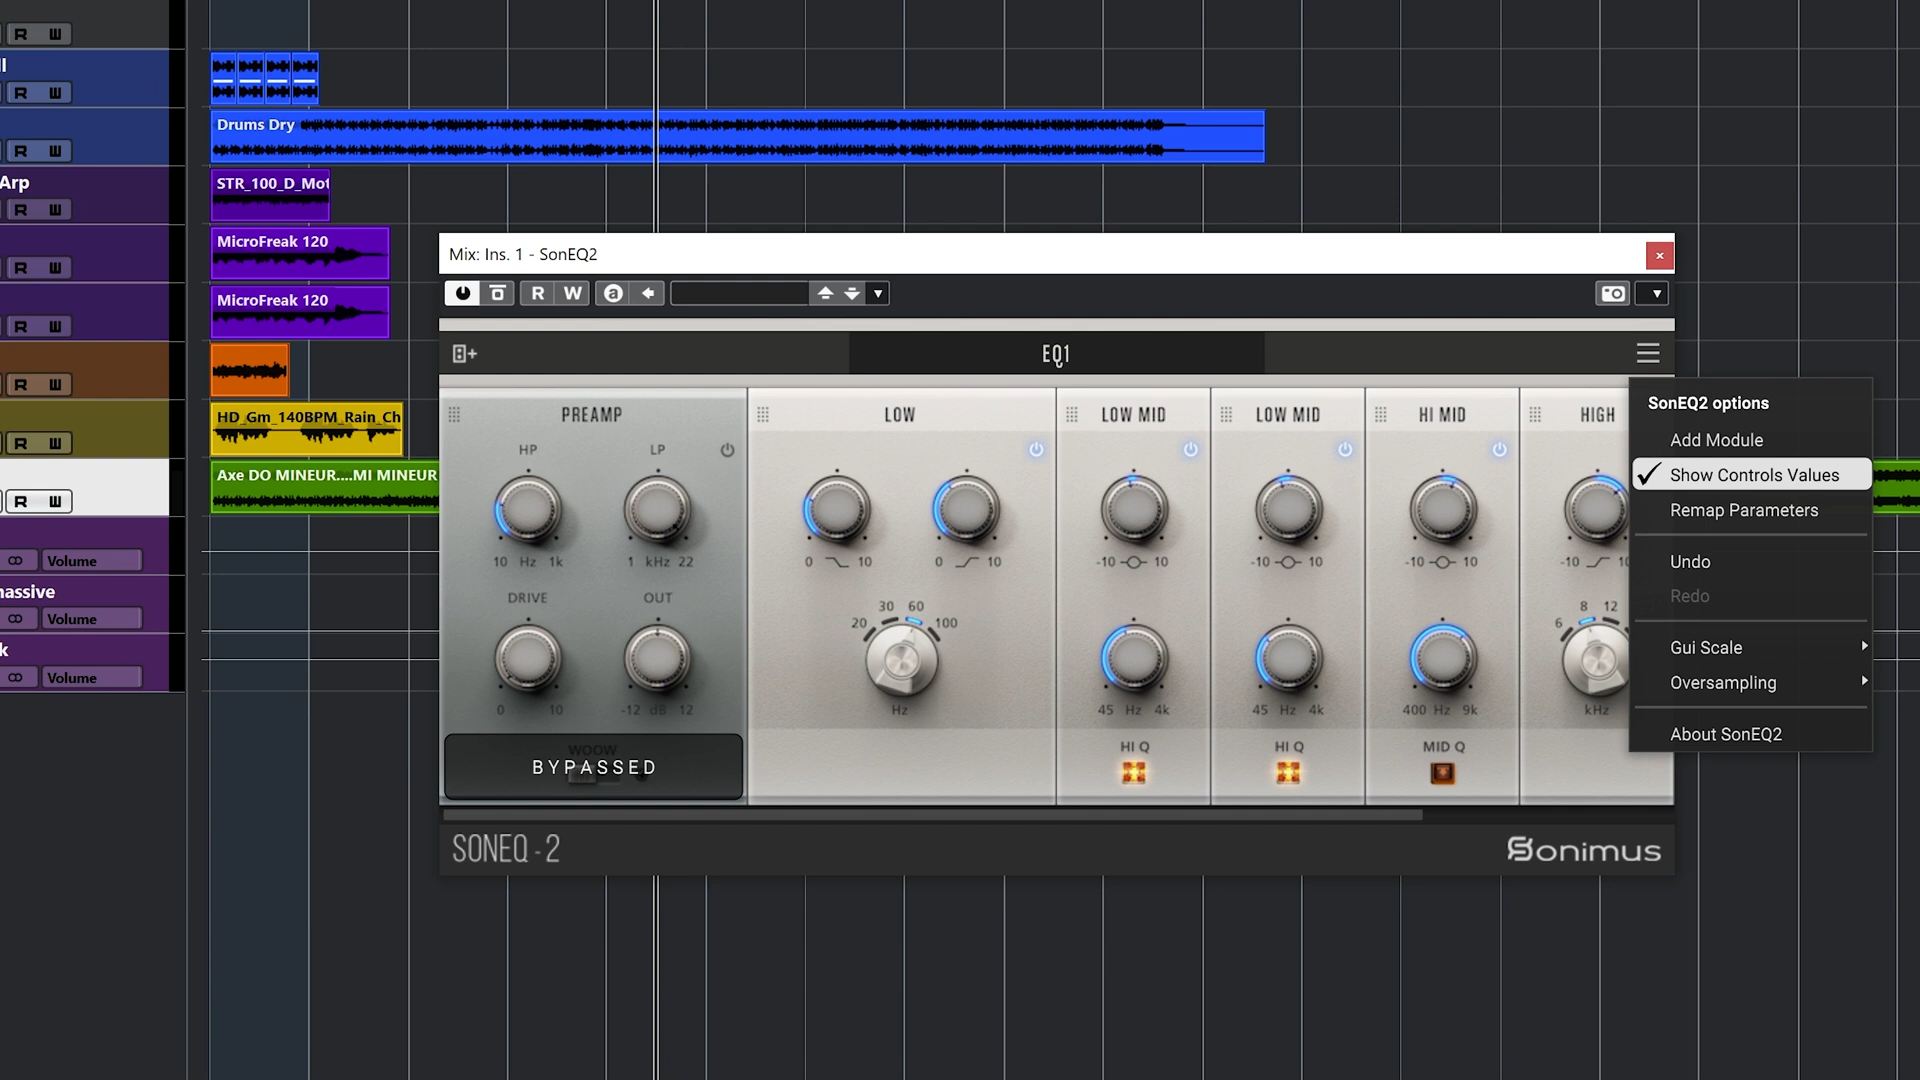 R W
ll
R W
Drums Dry
R W
Arp
STR_100_D_Mot
R W
MicroFreak 120
R W
MicroFreak 120
R W
R W
HD_Gm_140BPM_Rain_Ch
R W
Axe DO MINEUR....MI MINEUR
R W
Volume
massive
Volume
k
Volume
Mix: Ins. 1 - SonEQ2
R W a
EQ1
PREAMP
HP LP
10 Hz 1k
1 kHz 22
DRIVE OUT
0 10
-12 dB 12
WOOW
BYPASSED
LOW
0 10
0 10
20 30 60 100
Hz
LOW MID
-10 10
45 Hz 4k
HI Q
LOW MID
-10 10
45 Hz 4k
HI Q
HI MID
-10 10
400 Hz 9k
MID Q
HIGH
-10 10
6 8 12
kHz
SONEQ - 2
Sonimus
SonEQ2 options
Add Module
Show Controls Values
Remap Parameters
Undo
Redo
Gui Scale
Oversampling
About SonEQ2